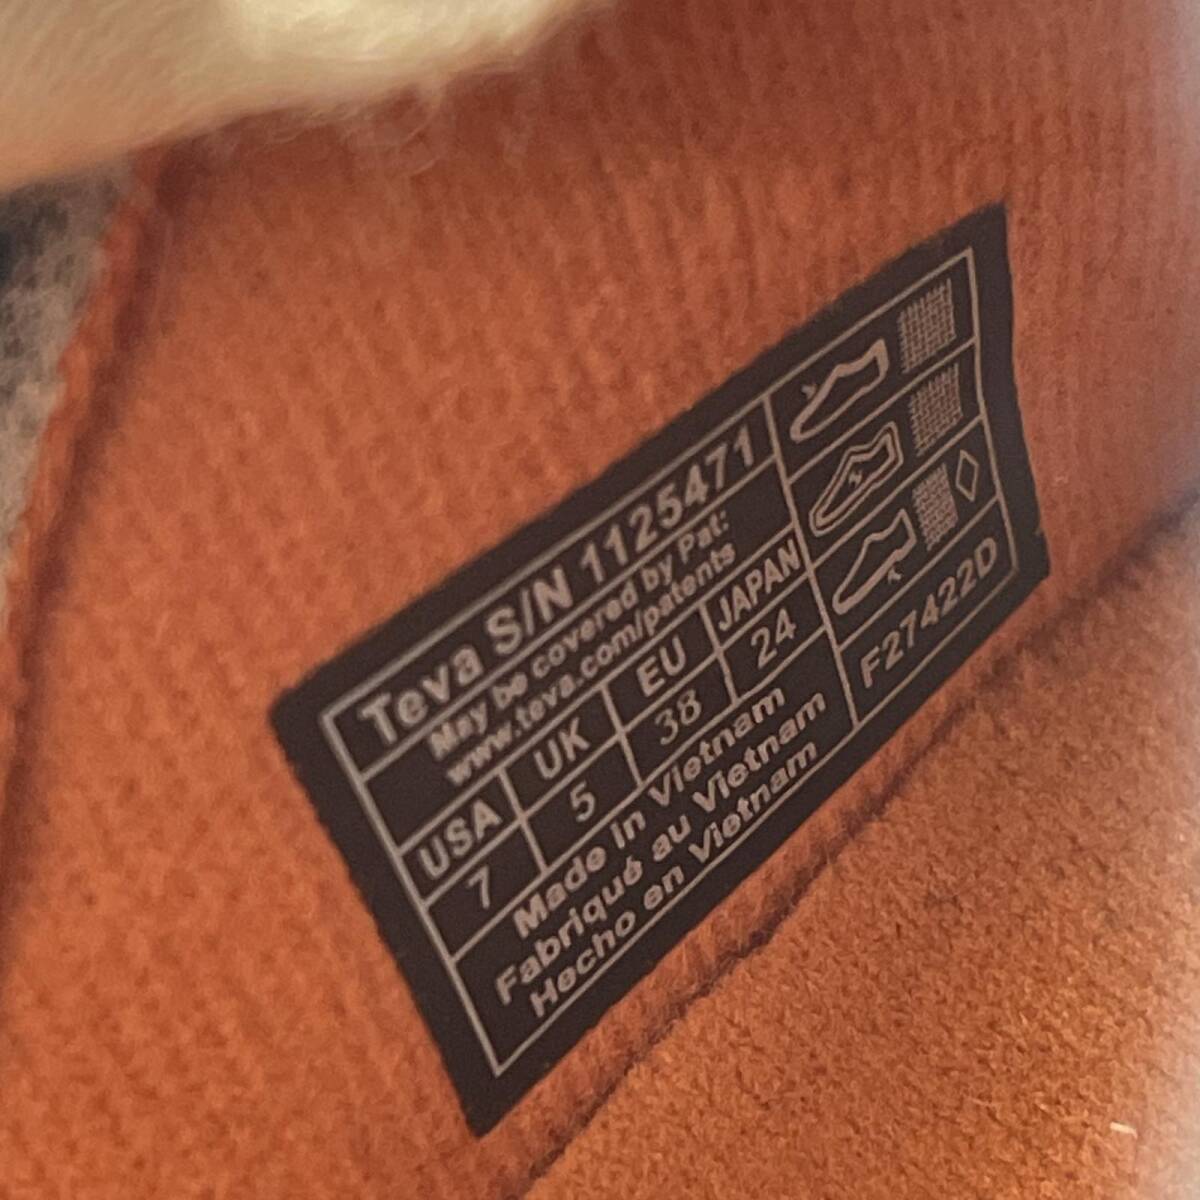 Teva S/N 1125471
May be covered by Pat:
www.teva.com/patents
USA UK EU JAPAN
7 5 38 24
Made in Vietnam
Fabriqué au Vietnam
Hecho en Vietnam
F27422D